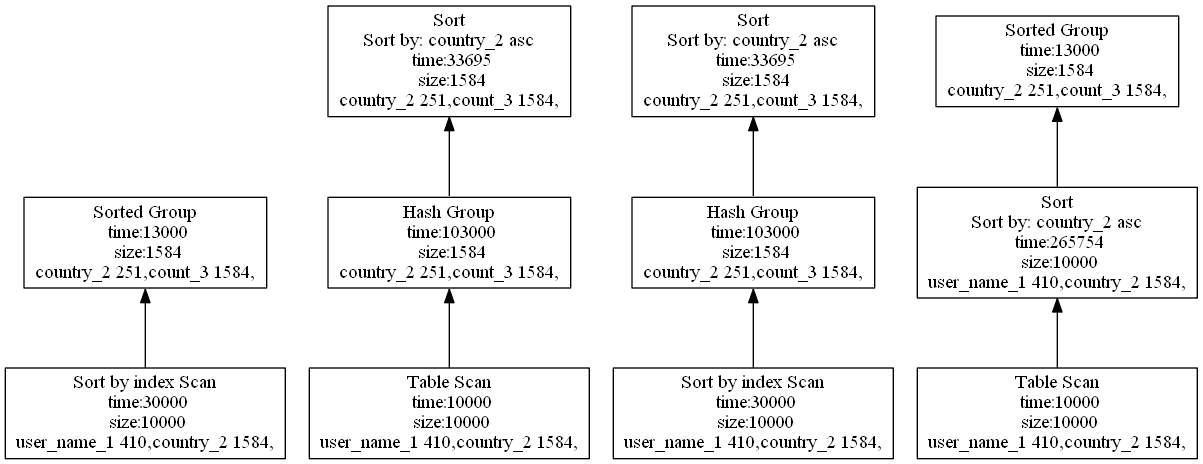 Sort
Sort by: country_2 asc
time:33695
size:1584
country_2 251,count_3 1584,
Sort
Sort by: country_2 asc
time:33695
size:1584
country_2 251,count_3 1584,
Sorted Group
time:13000
size:1584
country_2 251,count_3 1584,
Sorted Group
time:13000
size:1584
country_2 251,count_3 1584,
Hash Group
time:103000
size:1584
country_2 251,count_3 1584,
Hash Group
time:103000
size:1584
country_2 251,count_3 1584,
Sort
Sort by: country_2 asc
time:265754
size:10000
user_name_1 410,country_2 1584,
Sort by index Scan
time:30000
size:10000
user_name_1 410,country_2 1584,
Table Scan
time:10000
size:10000
user_name_1 410,country_2 1584,
Sort by index Scan
time:30000
size:10000
user_name_1 410,country_2 1584,
Table Scan
time:10000
size:10000
user_name_1 410,country_2 1584,